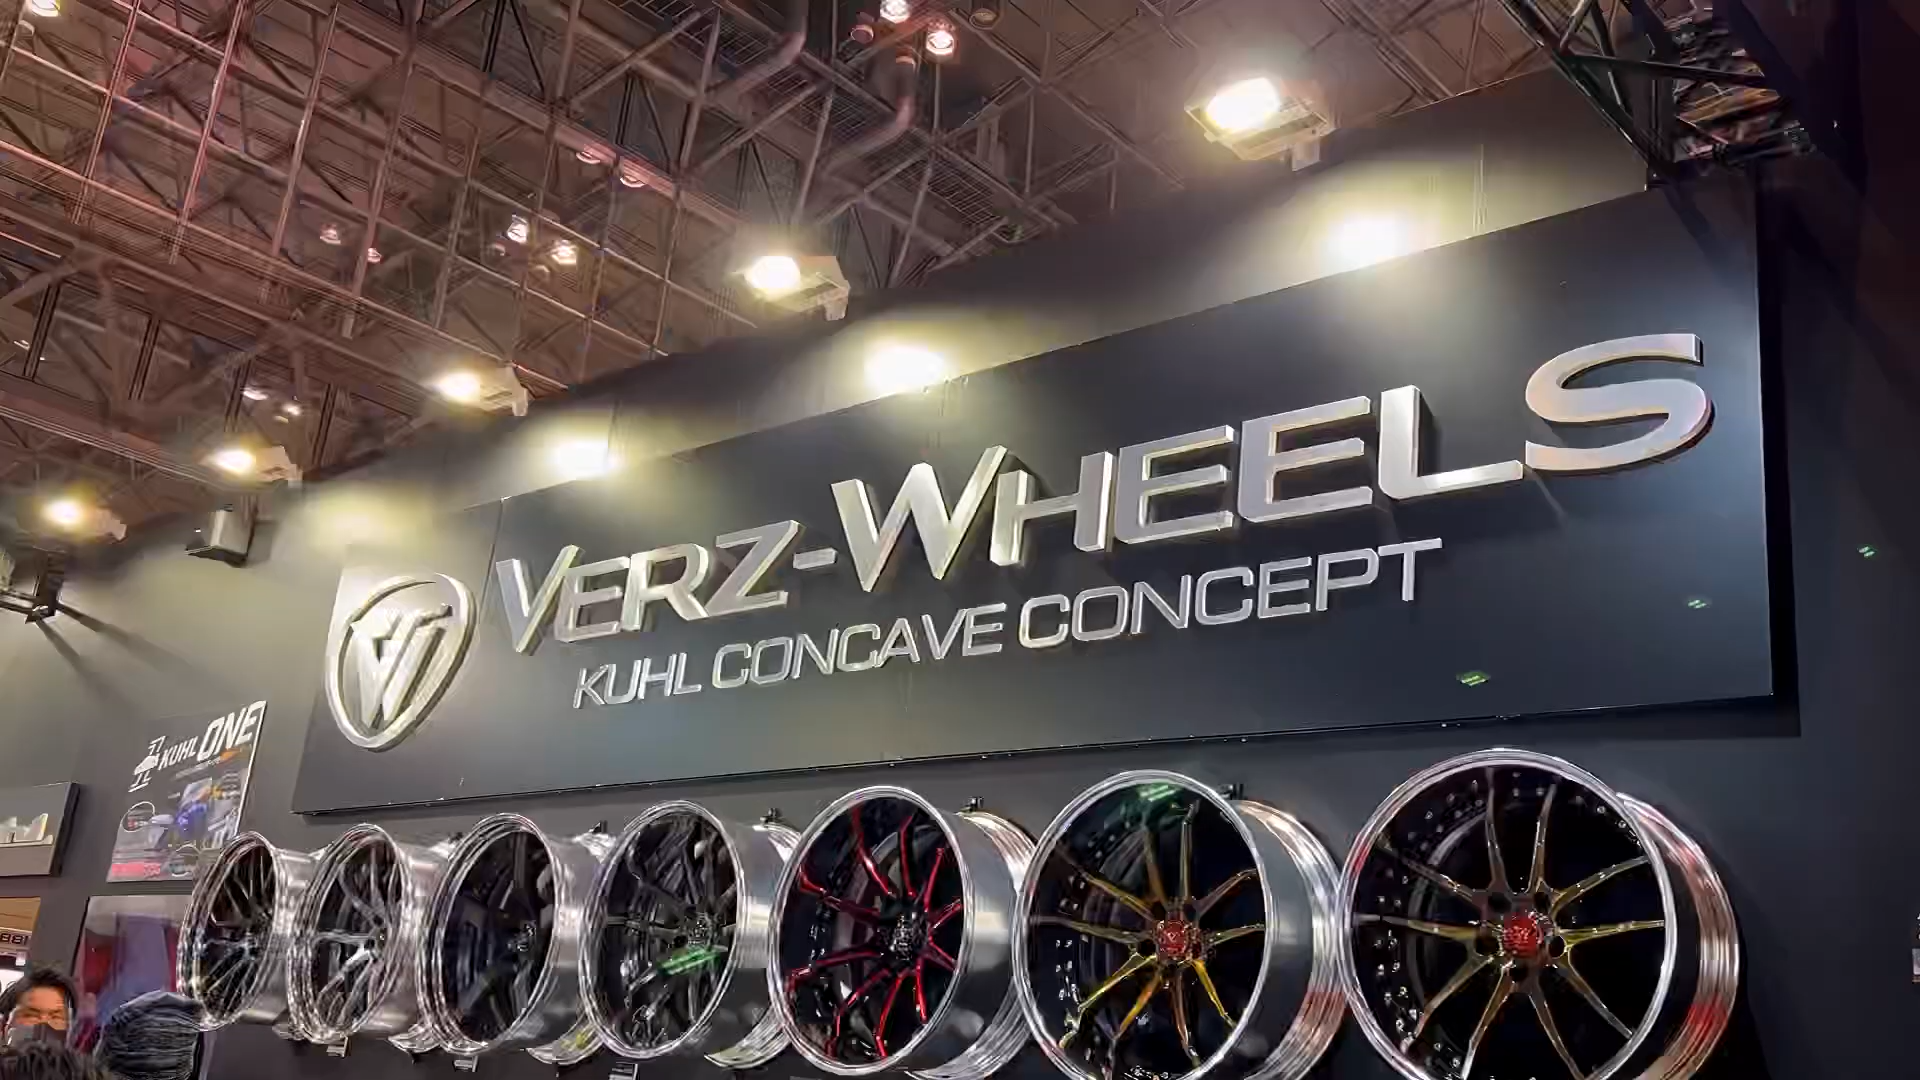 VERZ-WHEELS
KUHL CONCAVE CONCEPT
KUHL ONE